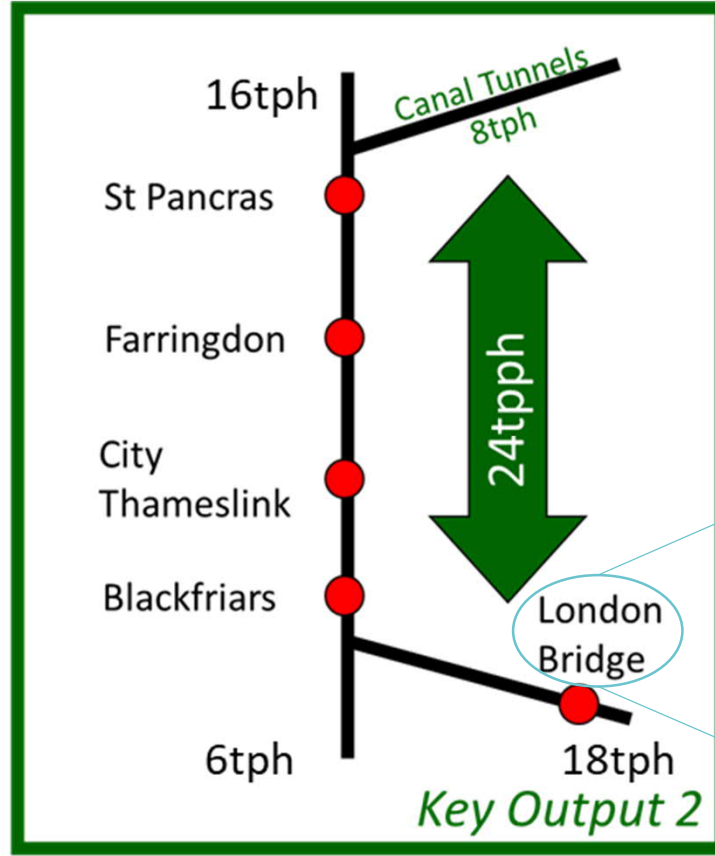 16tph
Canal Tunnels
8tph
St Pancras
Farringdon
24tpph
City
Thameslink
Blackfriars
London
Bridge
6tph
18tph
Key Output 2